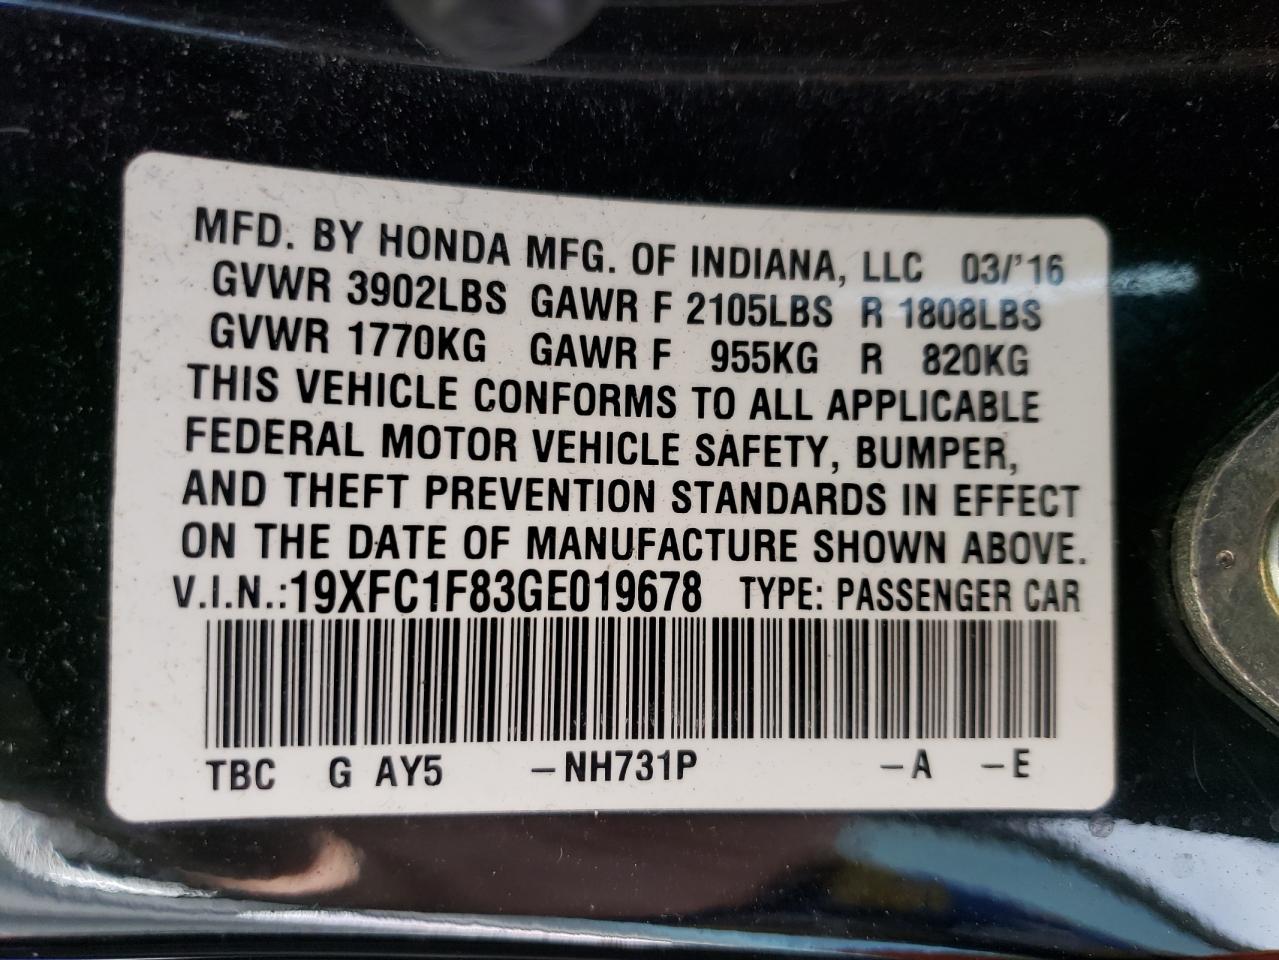 MFD. BY HONDA MFG. OF INDIANA, LLC 03/'16
GVWR 3902LBS GAWR F 2105LBS R 1808LBS
GVWR 1770KG GAWR F 955KG R 820KG
THIS VEHICLE CONFORMS TO ALL APPLICABLE
FEDERAL MOTOR VEHICLE SAFETY, BUMPER,
AND THEFT PREVENTION STANDARDS IN EFFECT
ON THE DATE OF MANUFACTURE SHOWN ABOVE.
V.I.N.:19XFC1F83GE019678 TYPE: PASSENGER CAR
TBC G AY5 –NH731P –A –E